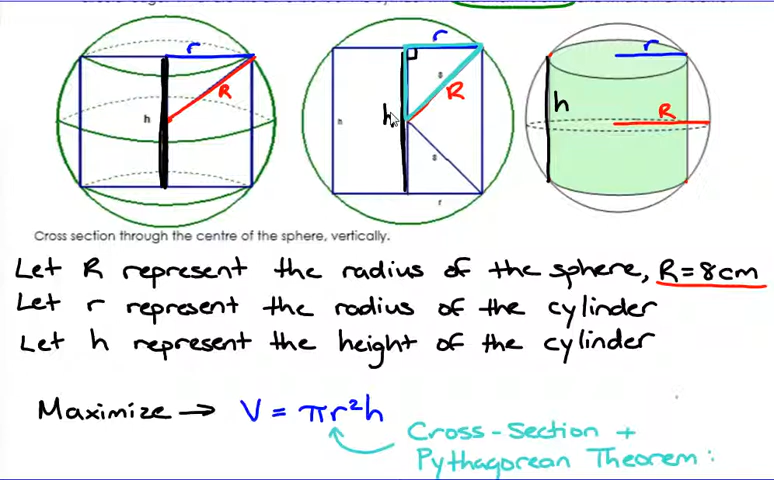 r
R
h
r
8
R
h
h
8
r
r
h
R
Cross section through the centre of the sphere, vertically.
Let R represent the radius of the sphere, R=8cm
Let r represent the radius of the cylinder
Let h represent the height of the cylinder
Maximize → V = πr²h
Cross-Section +
Pythagorean Theorem: